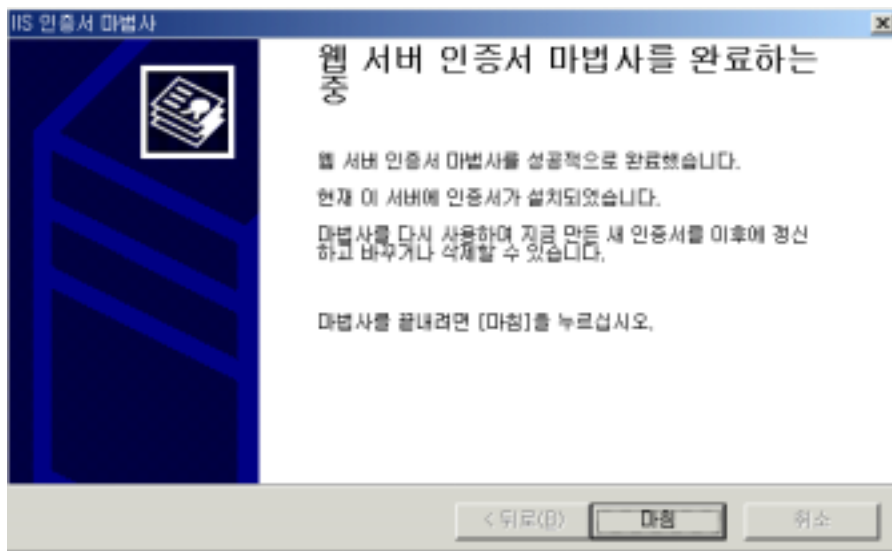 IIS 인증서 마법사
웹 서버 인증서 마법사를 완료하는
중
웹 서버 인증서 마법사를 성공적으로 완료했습니다.
현재 이 서버에 인증서가 설치되었습니다.
마법사를 다시 사용하며 지금 만든 새 인증서를 이후에 갱신
하고 바꾸거나 삭제할 수 있습니다.
마법사를 끝내려면 [마침]을 누르십시오.
< 뒤로(B)
마침
취소